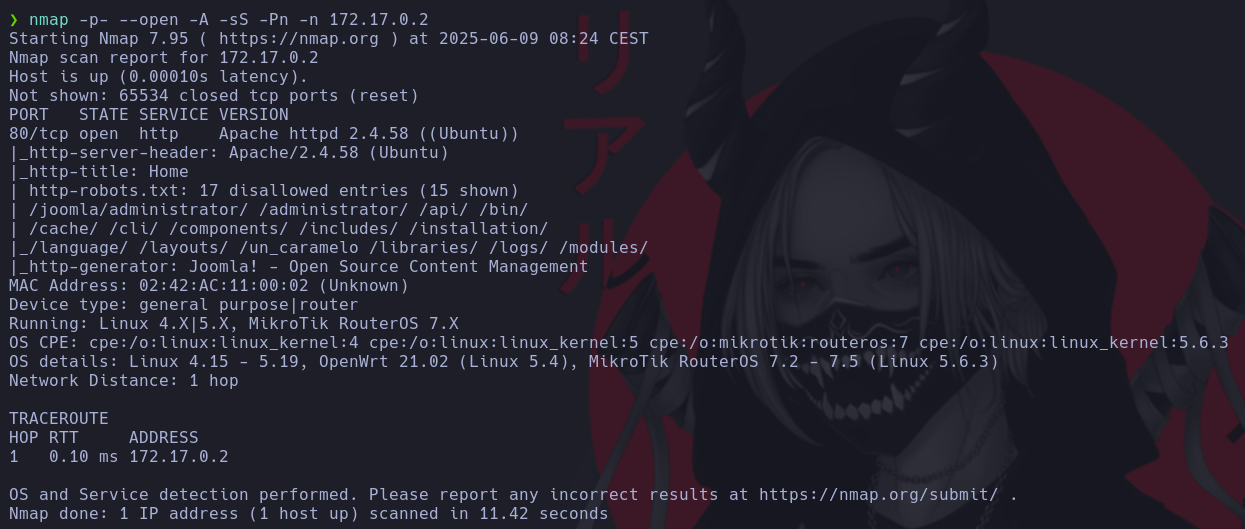 ❯ nmap -p- --open -A -sS -Pn -n 172.17.0.2
Starting Nmap 7.95 ( https://nmap.org ) at 2025-06-09 08:24 CEST
Nmap scan report for 172.17.0.2
Host is up (0.00010s latency).
Not shown: 65534 closed tcp ports (reset)
PORT   STATE SERVICE VERSION
80/tcp open  http    Apache httpd 2.4.58 ((Ubuntu))
|_http-server-header: Apache/2.4.58 (Ubuntu)
|_http-title: Home
| http-robots.txt: 17 disallowed entries (15 shown)
| /joomla/administrator/ /administrator/ /api/ /bin/
| /cache/ /cli/ /components/ /includes/ /installation/
|_/language/ /layouts/ /un_caramelo /libraries/ /logs/ /modules/
|_http-generator: Joomla! - Open Source Content Management
MAC Address: 02:42:AC:11:00:02 (Unknown)
Device type: general purpose|router
Running: Linux 4.X|5.X, MikroTik RouterOS 7.X
OS CPE: cpe:/o:linux:linux_kernel:4 cpe:/o:linux:linux_kernel:5 cpe:/o:mikrotik:routeros:7 cpe:/o:linux:linux_kernel:5.6.3
OS details: Linux 4.15 - 5.19, OpenWrt 21.02 (Linux 5.4), MikroTik RouterOS 7.2 - 7.5 (Linux 5.6.3)
Network Distance: 1 hop
TRACEROUTE
HOP RTT     ADDRESS
1   0.10 ms 172.17.0.2
OS and Service detection performed. Please report any incorrect results at https://nmap.org/submit/ .
Nmap done: 1 IP address (1 host up) scanned in 11.42 seconds
リアル